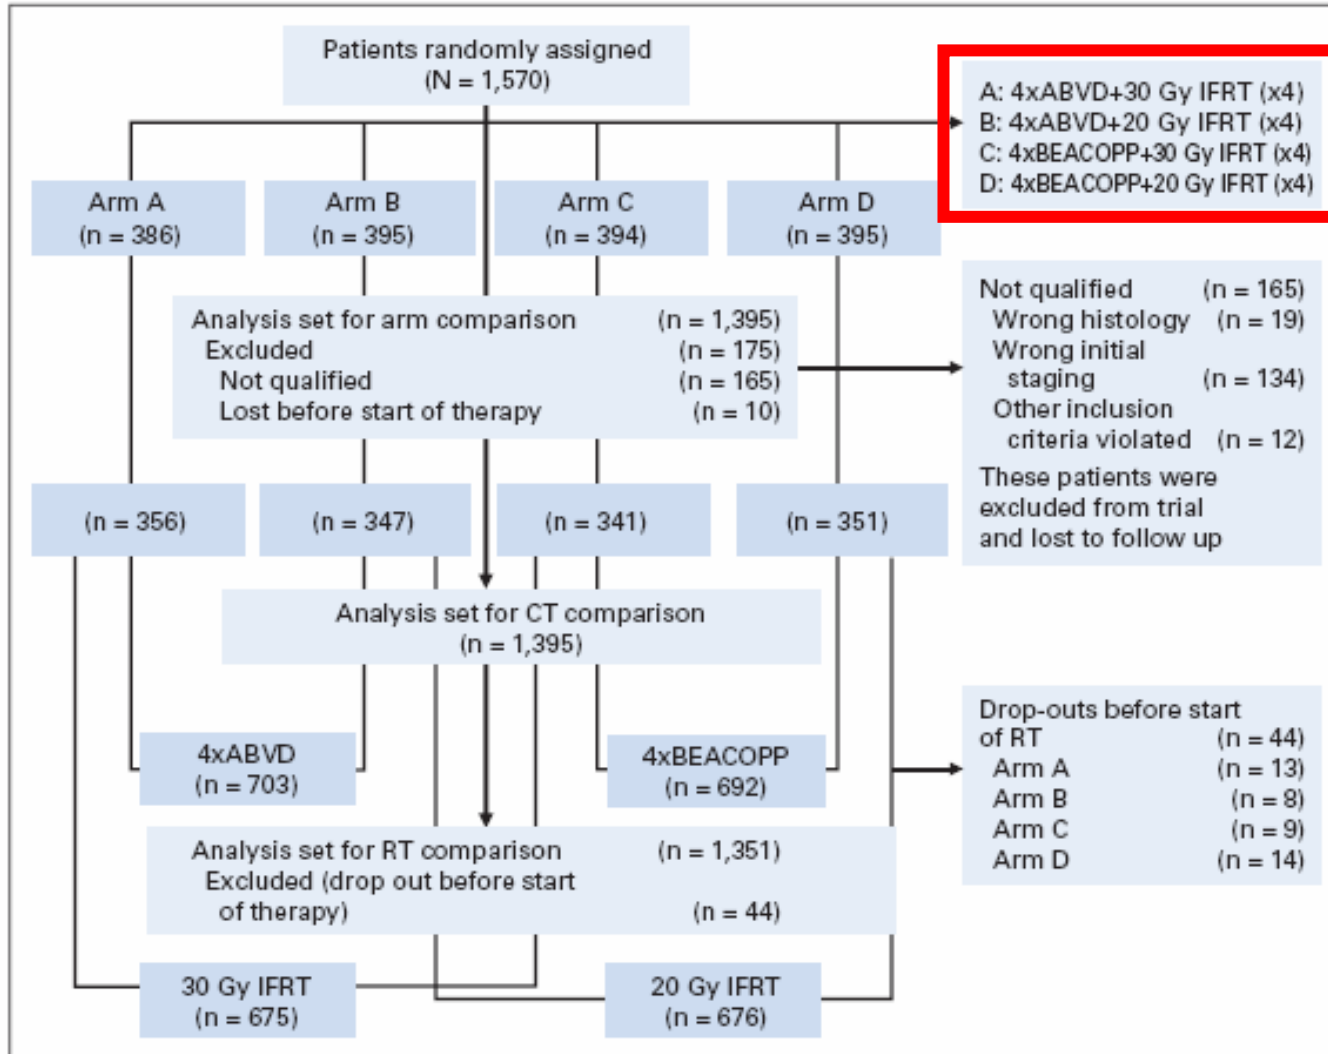 Patients randomly assigned
(N = 1,570)
A: 4xABVD+30 Gy IFRT (x4)
B: 4xABVD+20 Gy IFRT (x4)
C: 4xBEACOPP+30 Gy IFRT (x4)
D: 4xBEACOPP+20 Gy IFRT (x4)
Arm A
(n = 386)
Arm B
(n = 395)
Arm C
(n = 394)
Arm D
(n = 395)
Analysis set for arm comparison (n = 1,395)
Excluded (n = 175)
Not qualified (n = 165)
Lost before start of therapy (n = 10)
Not qualified (n = 165)
Wrong histology (n = 19)
Wrong initial
staging (n = 134)
Other inclusion
criteria violated (n = 12)
These patients were
excluded from trial
and lost to follow up
(n = 356)
(n = 347)
(n = 341)
(n = 351)
Analysis set for CT comparison
(n = 1,395)
4xABVD
(n = 703)
4xBEACOPP
(n = 692)
Drop-outs before start
of RT (n = 44)
Arm A (n = 13)
Arm B (n = 8)
Arm C (n = 9)
Arm D (n = 14)
Analysis set for RT comparison (n = 1,351)
Excluded (drop out before start
of therapy) (n = 44)
30 Gy IFRT
(n = 675)
20 Gy IFRT
(n = 676)